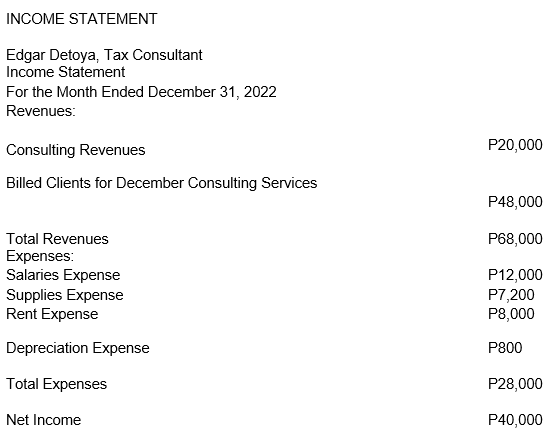 INCOME STATEMENT
Edgar Detoya, Tax Consultant
Income Statement
For the Month Ended December 31, 2022
Revenues:
Consulting Revenues P20,000
Billed Clients for December Consulting Services
P48,000
Total Revenues P68,000
Expenses:
Salaries Expense P12,000
Supplies Expense P7,200
Rent Expense P8,000
Depreciation Expense P800
Total Expenses P28,000
Net Income P40,000